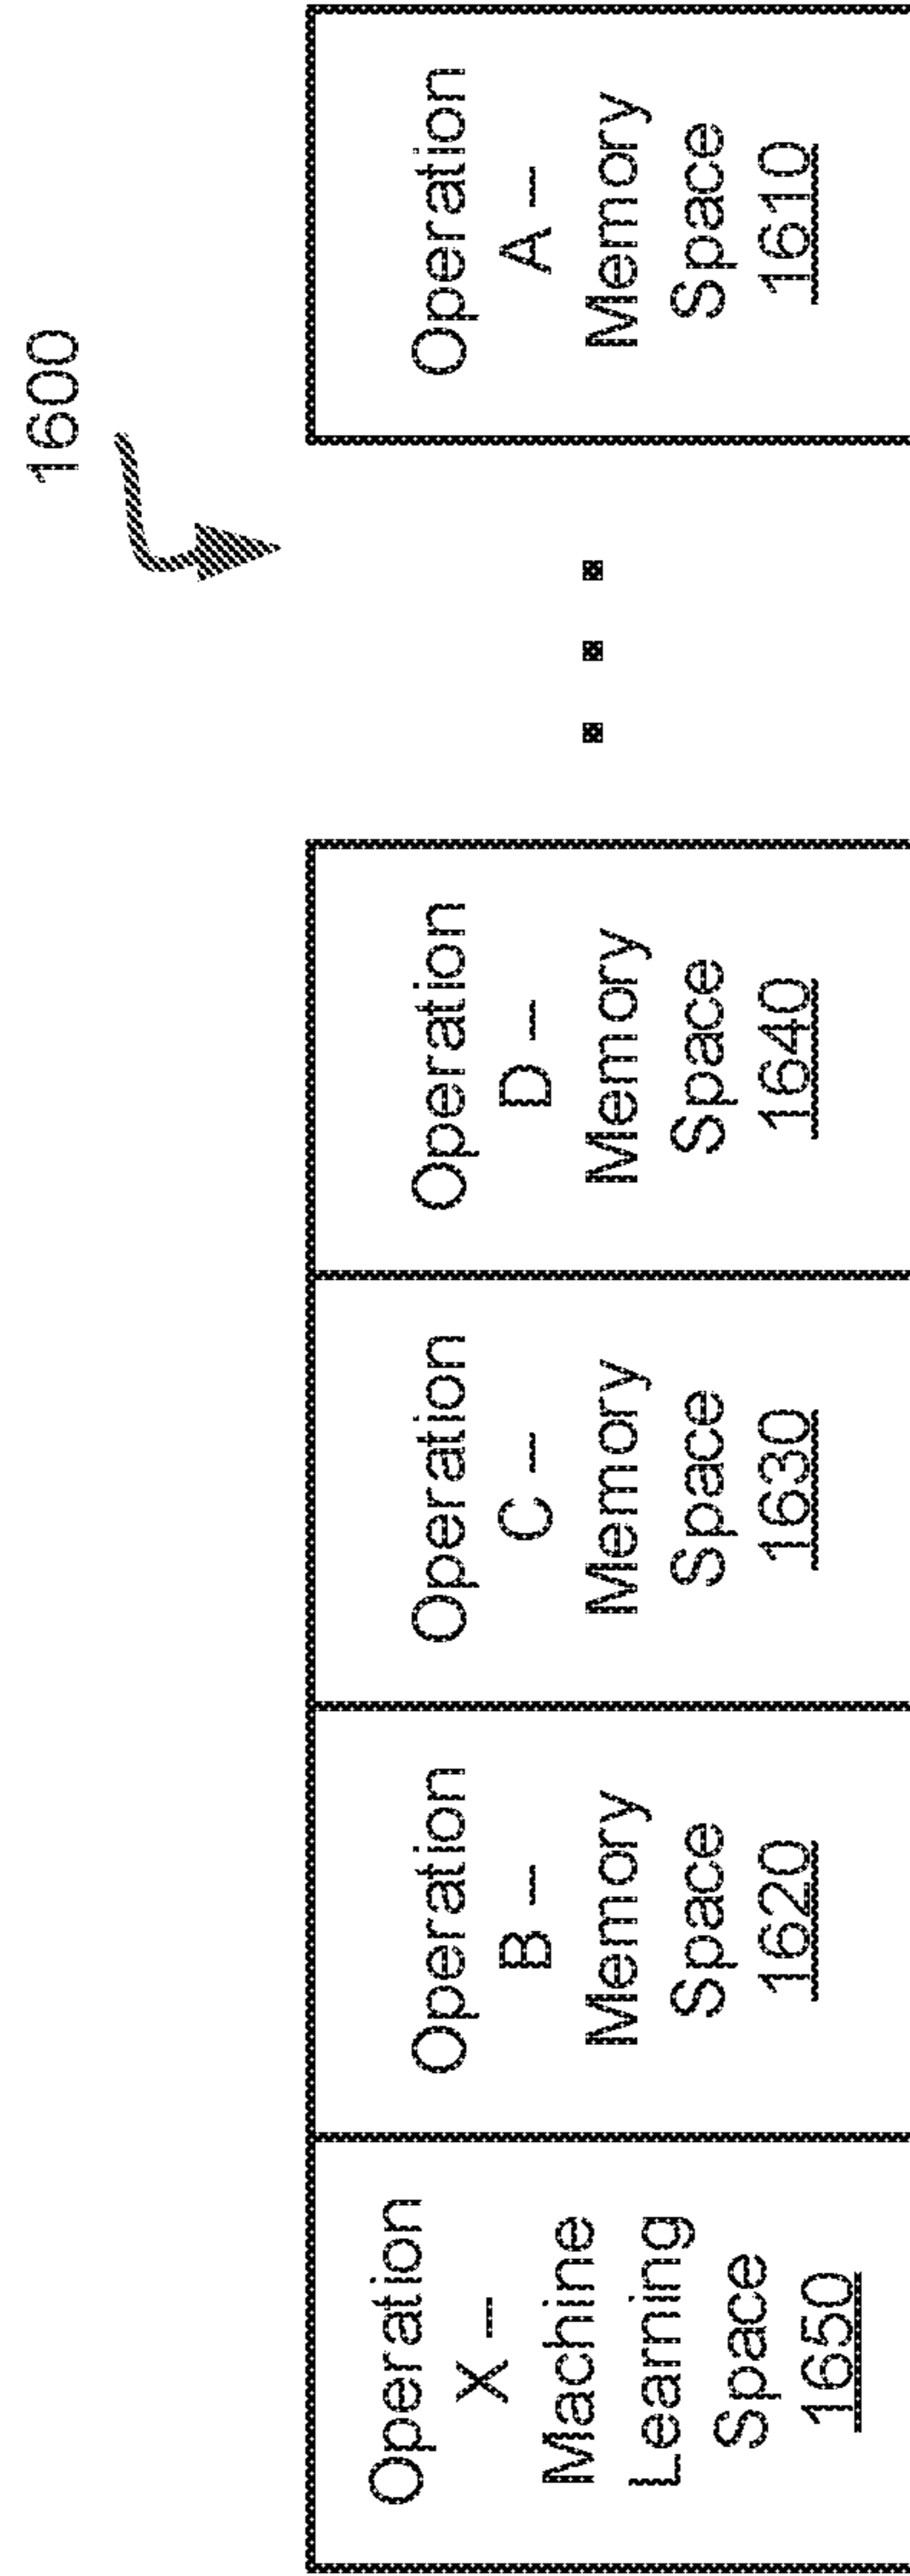 1600
Operation
X –
Machine
Learning
Space
1650
Operation
B –
Memory
Space
1620
Operation
C –
Memory
Space
1630
Operation
D –
Memory
Space
1640
Operation
A –
Memory
Space
1610